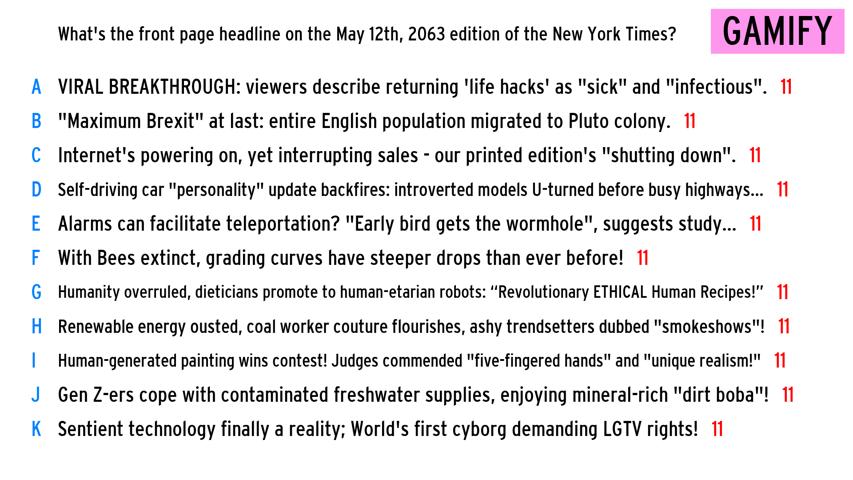 What's the front page headline on the May 12th, 2063 edition of the New York Times?
GAMIFY
A VIRAL BREAKTHROUGH: viewers describe returning 'life hacks' as "sick" and "infectious". 11
B "Maximum Brexit" at last: entire English population migrated to Pluto colony. 11
C Internet's powering on, yet interrupting sales - our printed edition's "shutting down". 11
D Self-driving car "personality" update backfires: introverted models U-turned before busy highways... 11
E Alarms can facilitate teleportation? "Early bird gets the wormhole", suggests study... 11
F With Bees extinct, grading curves have steeper drops than ever before! 11
G Humanity overruled, dieticians promote to human-etarian robots: “Revolutionary ETHICAL Human Recipes!” 11
H Renewable energy ousted, coal worker couture flourishes, ashy trendsetters dubbed "smokeshows"! 11
I Human-generated painting wins contest! Judges commended "five-fingered hands" and "unique realism!" 11
J Gen Z-ers cope with contaminated freshwater supplies, enjoying mineral-rich "dirt boba"! 11
K Sentient technology finally a reality; World's first cyborg demanding LGTV rights! 11